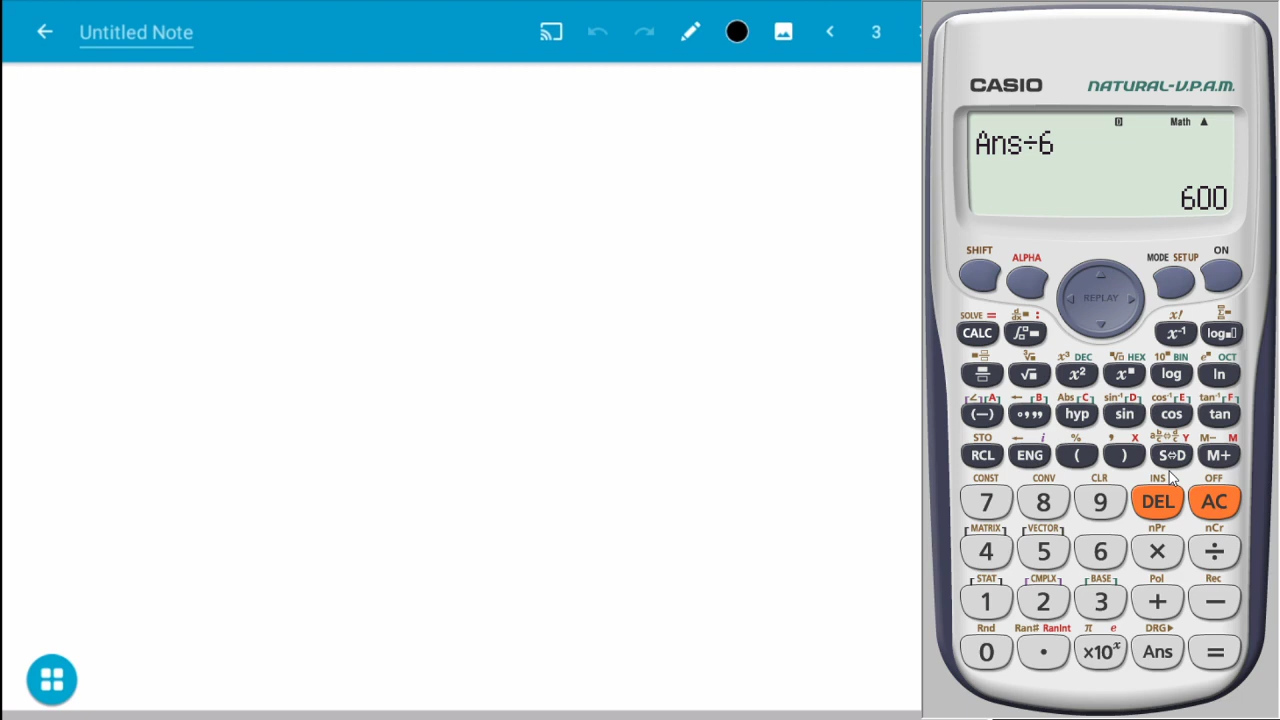 Untitled Note
3
CASIO
NATURAL-V.P.A.M.
D Math ▲
Ans÷6
600
SHIFT ALPHA MODE SETUP ON
REPLAY
SOLVE = d/dx : x! Σ
CALC ∫ x⁻¹ log
³√ x³ DEC √ HEX 10 BIN e OCT
√ x² x log ln
∠ A ← B Abs C sin⁻¹ D cos⁻¹ E tan⁻¹ F
(−) °,,, hyp sin cos tan
STO ← i % , X a b/c⇔d/c Y M− M
RCL ENG ( ) S⇔D M+
CONST CONV CLR INS OFF
7 8 9 DEL AC
MATRIX VECTOR nPr nCr
4 5 6 × ÷
STAT CMPLX BASE Pol Rec
1 2 3 + −
Rnd Ran# RanInt π e DRG▶
0 . ×10ˣ Ans =